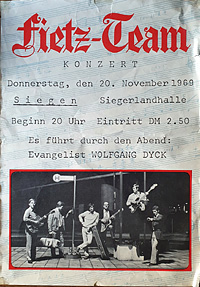 Fietz-Team
KONZERT
Donnerstag, den 20. November 1969
Siegen Siegerlandhalle
Beginn 20 Uhr Eintritt DM 2.50
Es führt durch den Abend:
Evangelist WOLFGANG DYCK